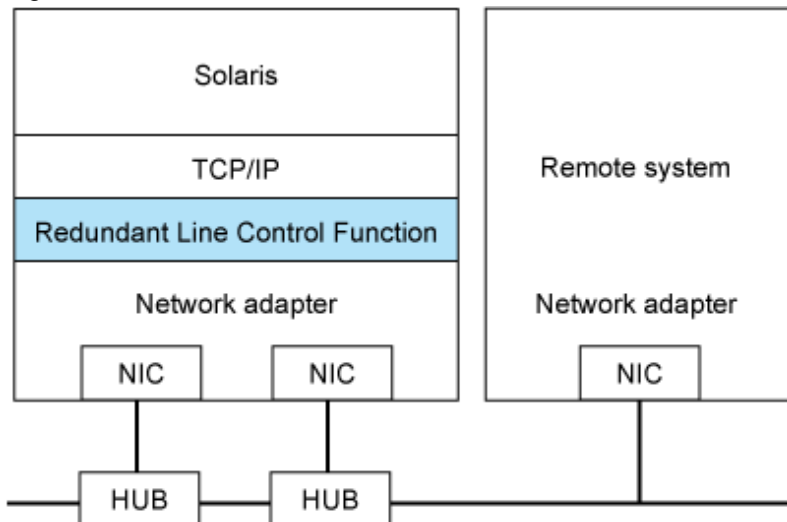 Solaris
TCP/IP
Redundant Line Control Function
Network adapter
NIC
NIC
HUB
HUB
Remote system
Network adapter
NIC